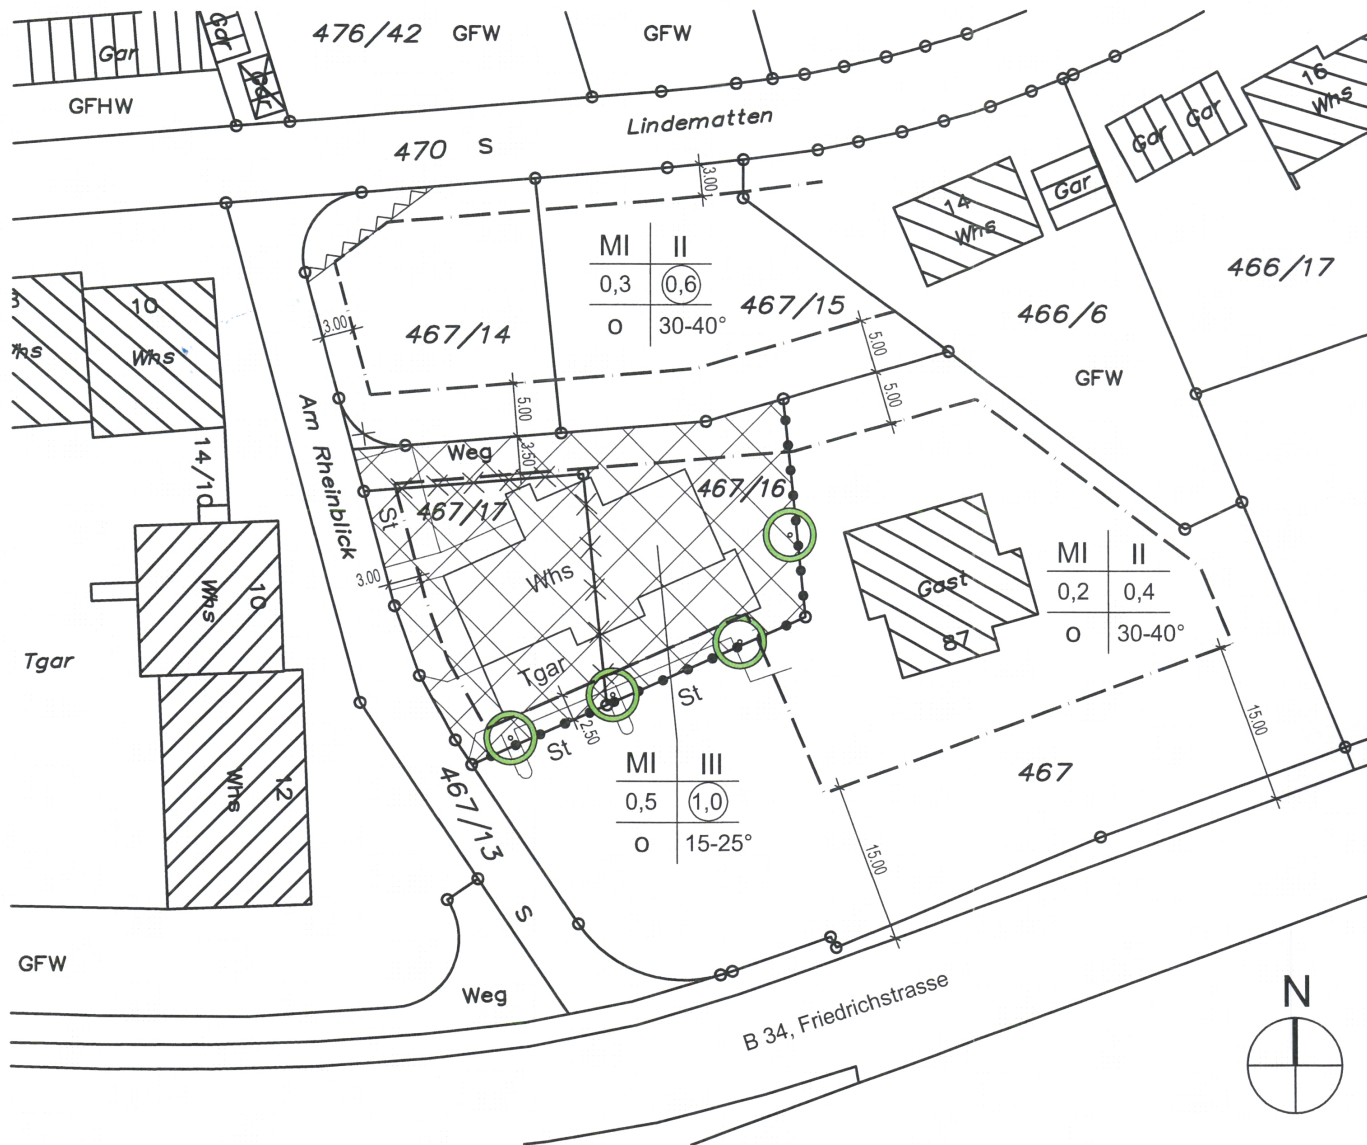 Gar
Gar
Gar
476/42
GFW
GFW
GFHW
470
S
Lindematten
3.00
16
Whs
Gar
Gar
Gar
14
Whs
466/17
MI
II
0,3
0,6
o
30-40°
467/15
466/6
467/14
3.00
5.00
5.00
GFW
10
Whs
Am Rheinblick
5.00
3.50
Weg
14/10
St
467/17
467/16
3.00
Whs
Gast
87
MI
II
0,2
0,4
o
30-40°
10
Whs
Tgar
Tgar
St
St
2.50
15.00
MI
III
0,5
1,0
o
15-25°
467
467/13
S
12
Whs
15.00
GFW
Weg
B 34, Friedrichstrasse
N